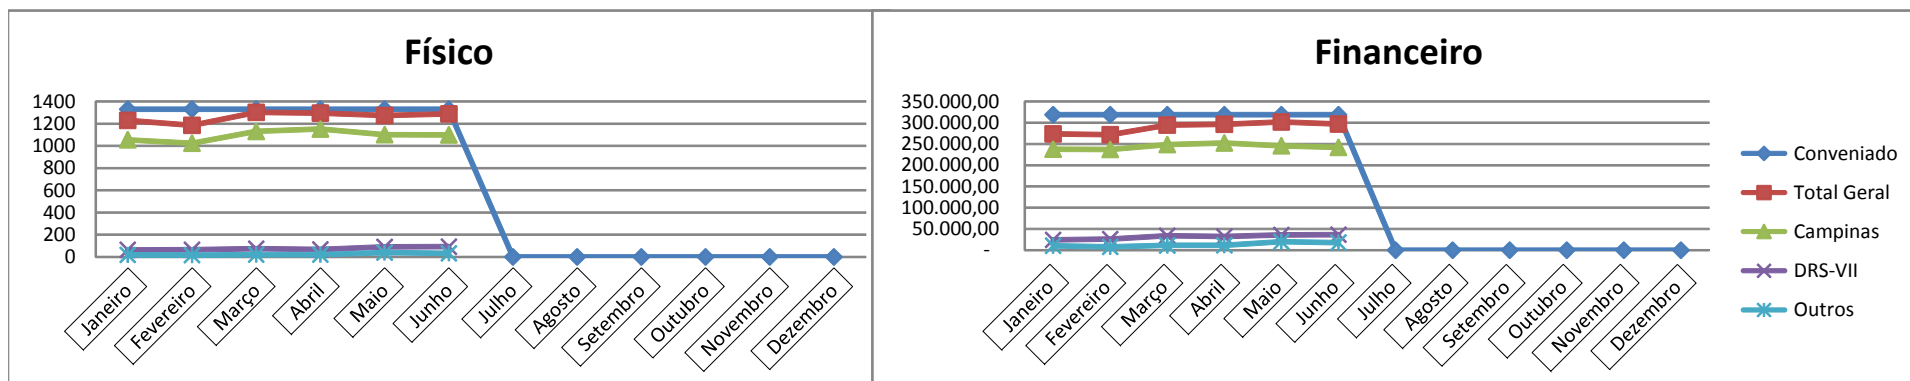 Físico
1400
1200
1000
800
600
400
200
0
Janeiro
Fevereiro
Março
Abril
Maio
Junho
Julho
Agosto
Setembro
Outubro
Novembro
Dezembro
Financeiro
350.000,00
300.000,00
250.000,00
200.000,00
150.000,00
100.000,00
50.000,00
-
Janeiro
Fevereiro
Março
Abril
Maio
Junho
Julho
Agosto
Setembro
Outubro
Novembro
Dezembro
Conveniado
Total Geral
Campinas
DRS-VII
Outros